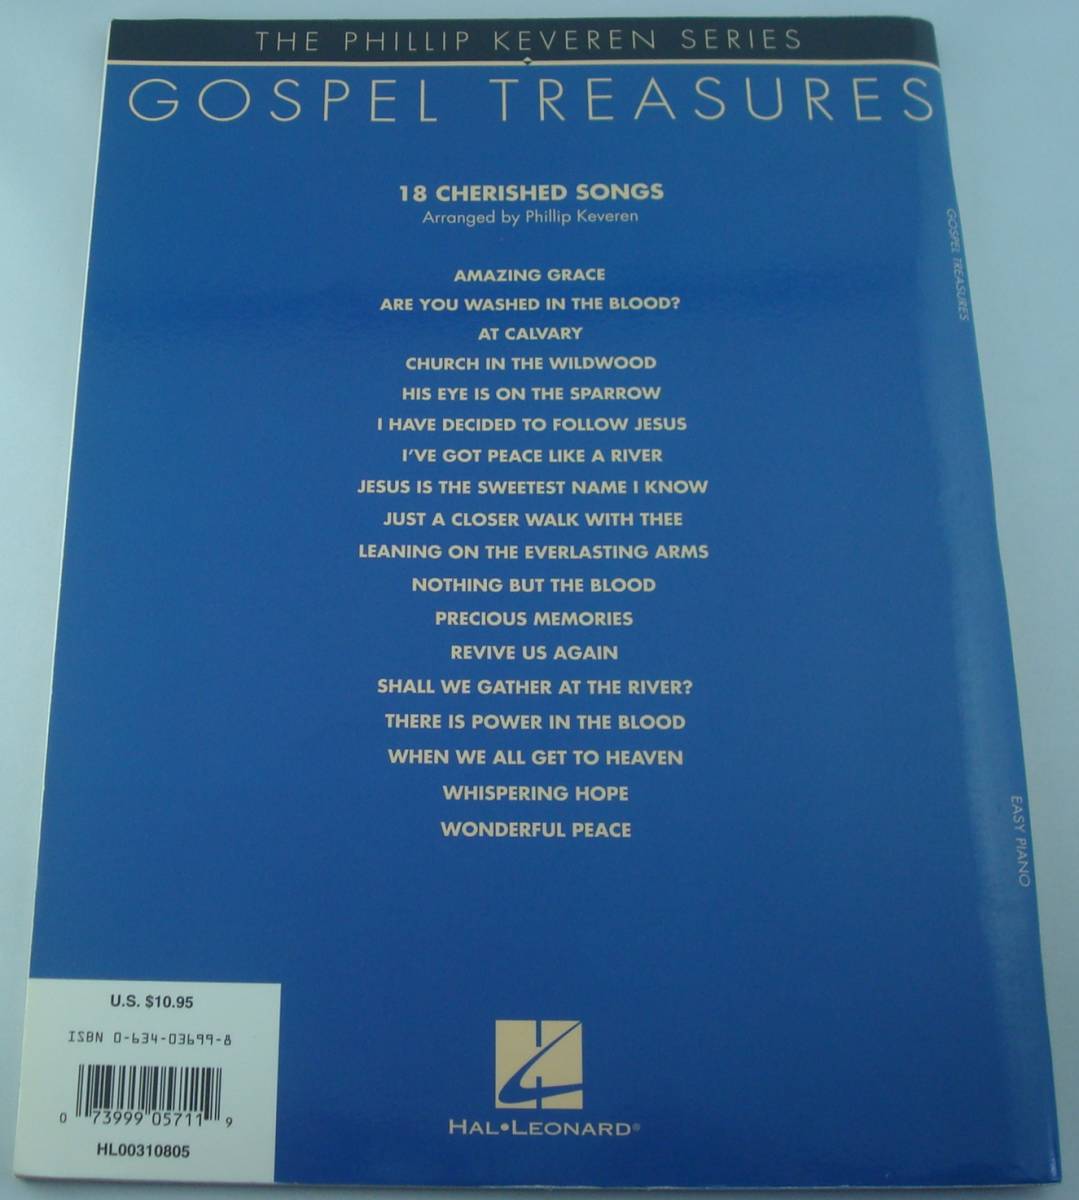 THE PHILLIP KEVEREN SERIES
GOSPEL TREASURES
18 CHERISHED SONGS
Arranged by Phillip Keveren
AMAZING GRACE
ARE YOU WASHED IN THE BLOOD?
AT CALVARY
CHURCH IN THE WILDWOOD
HIS EYE IS ON THE SPARROW
I HAVE DECIDED TO FOLLOW JESUS
I'VE GOT PEACE LIKE A RIVER
JESUS IS THE SWEETEST NAME I KNOW
JUST A CLOSER WALK WITH THEE
LEANING ON THE EVERLASTING ARMS
NOTHING BUT THE BLOOD
PRECIOUS MEMORIES
REVIVE US AGAIN
SHALL WE GATHER AT THE RIVER?
THERE IS POWER IN THE BLOOD
WHEN WE ALL GET TO HEAVEN
WHISPERING HOPE
WONDERFUL PEACE
GOSPEL TREASURES
EASY PIANO
U.S. $10.95
ISBN 0-634-03699-8
0 73999 05711 9
HL00310805
HAL•LEONARD®